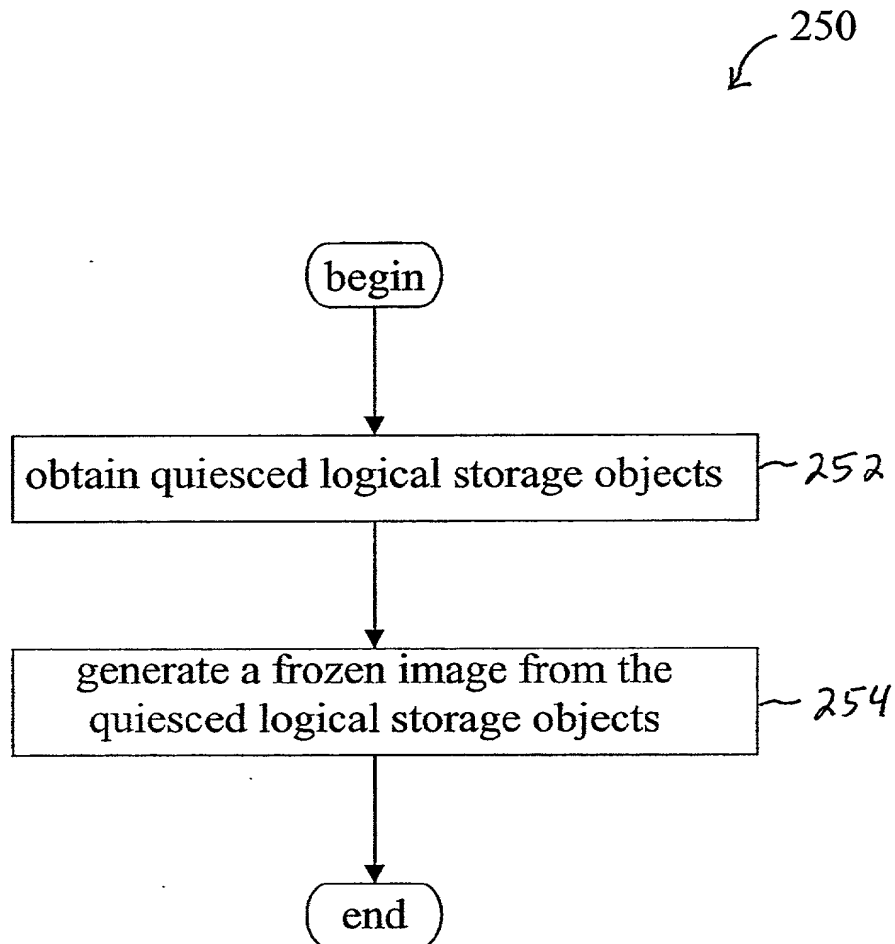 250
begin
obtain quiesced logical storage objects
252
generate a frozen image from the
quiesced logical storage objects
254
end